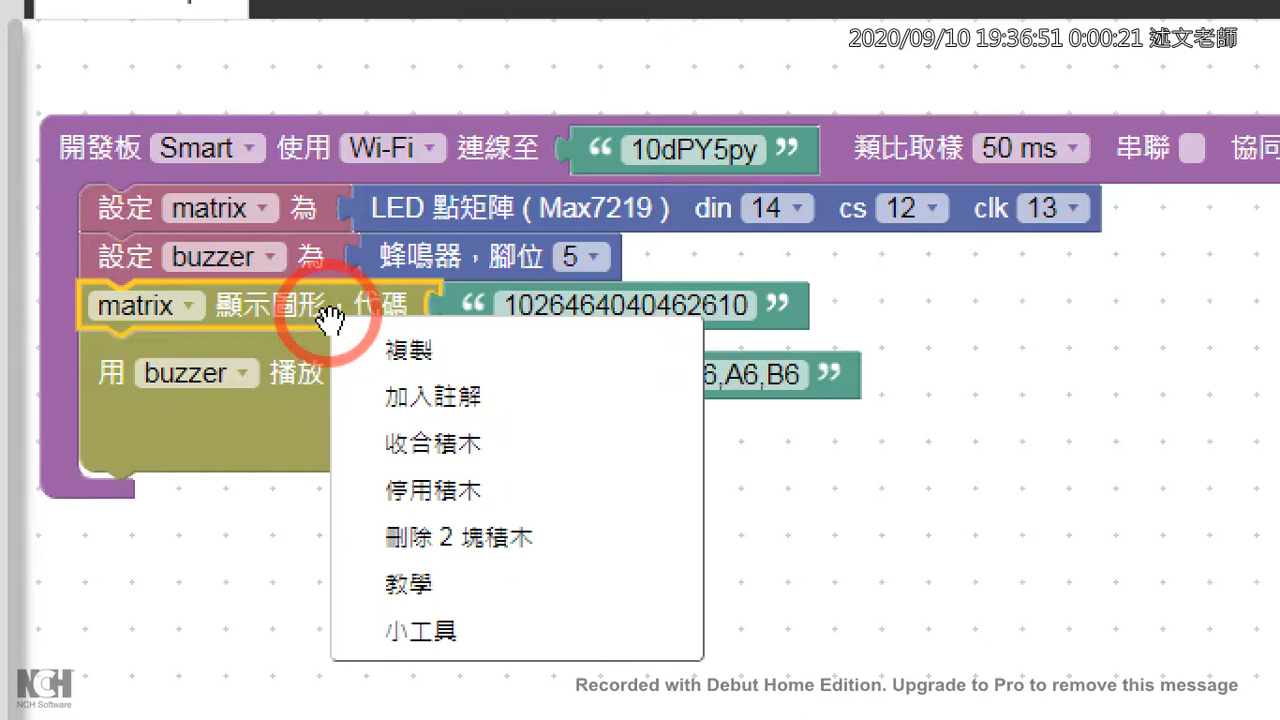 2020/09/10 19:36:51 0:00:21 述文老師
開發板 Smart 使用 Wi-Fi 連線至 “ 10dPY5py ” 類比取樣 50 ms 串聯 協同
設定 matrix 為 LED 點矩陣 ( Max7219 ) din 14 cs 12 clk 13
設定 buzzer 為 蜂鳴器，腳位 5
matrix 顯示圖形，代碼 “ 1026464040462610 ”
用 buzzer 播放 6,A6,B6 ”
複製
加入註解
收合積木
停用積木
刪除 2 塊積木
教學
小工具
NCH
NCH Software
Recorded with Debut Home Edition. Upgrade to Pro to remove this message